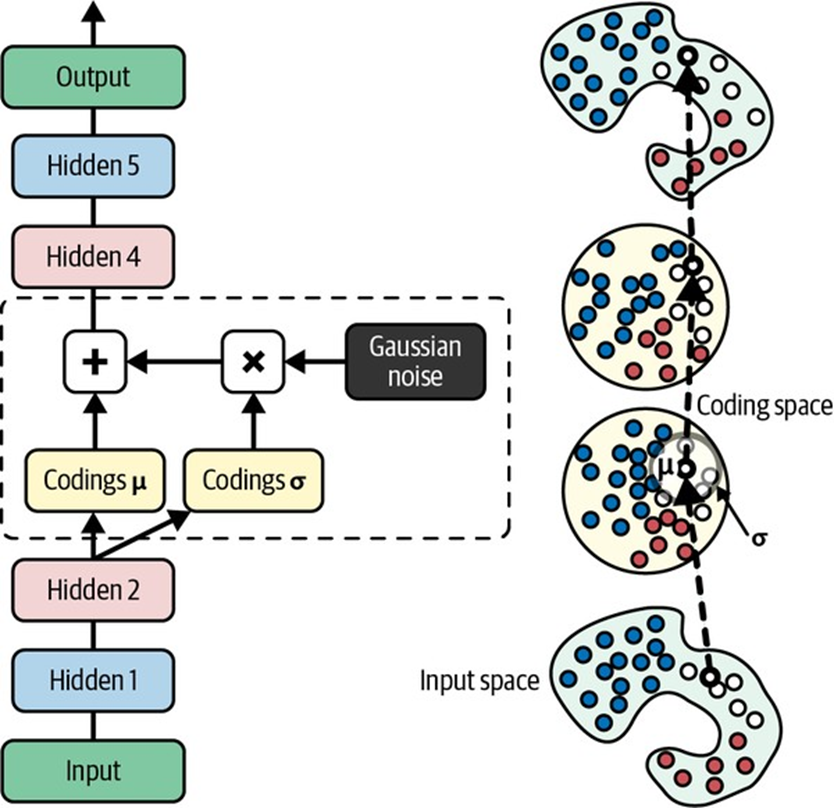 Output
Hidden 5
Hidden 4
+
×
Gaussian
noise
Codings μ
Codings σ
Hidden 2
Hidden 1
Input
Coding space
μ
σ
Input space